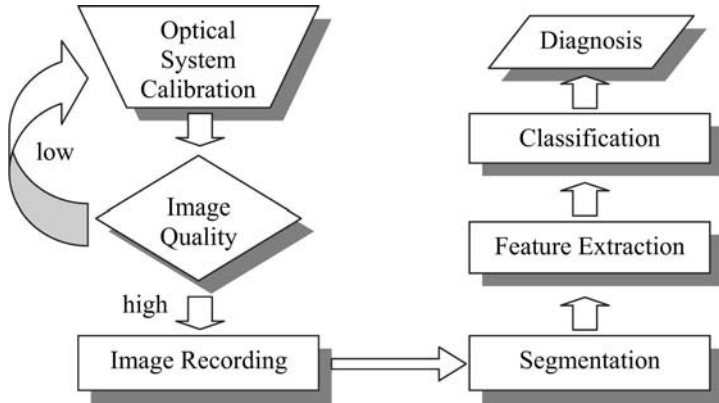 Optical
System
Calibration
low
Image
Quality
high
Image Recording
Segmentation
Feature Extraction
Classification
Diagnosis